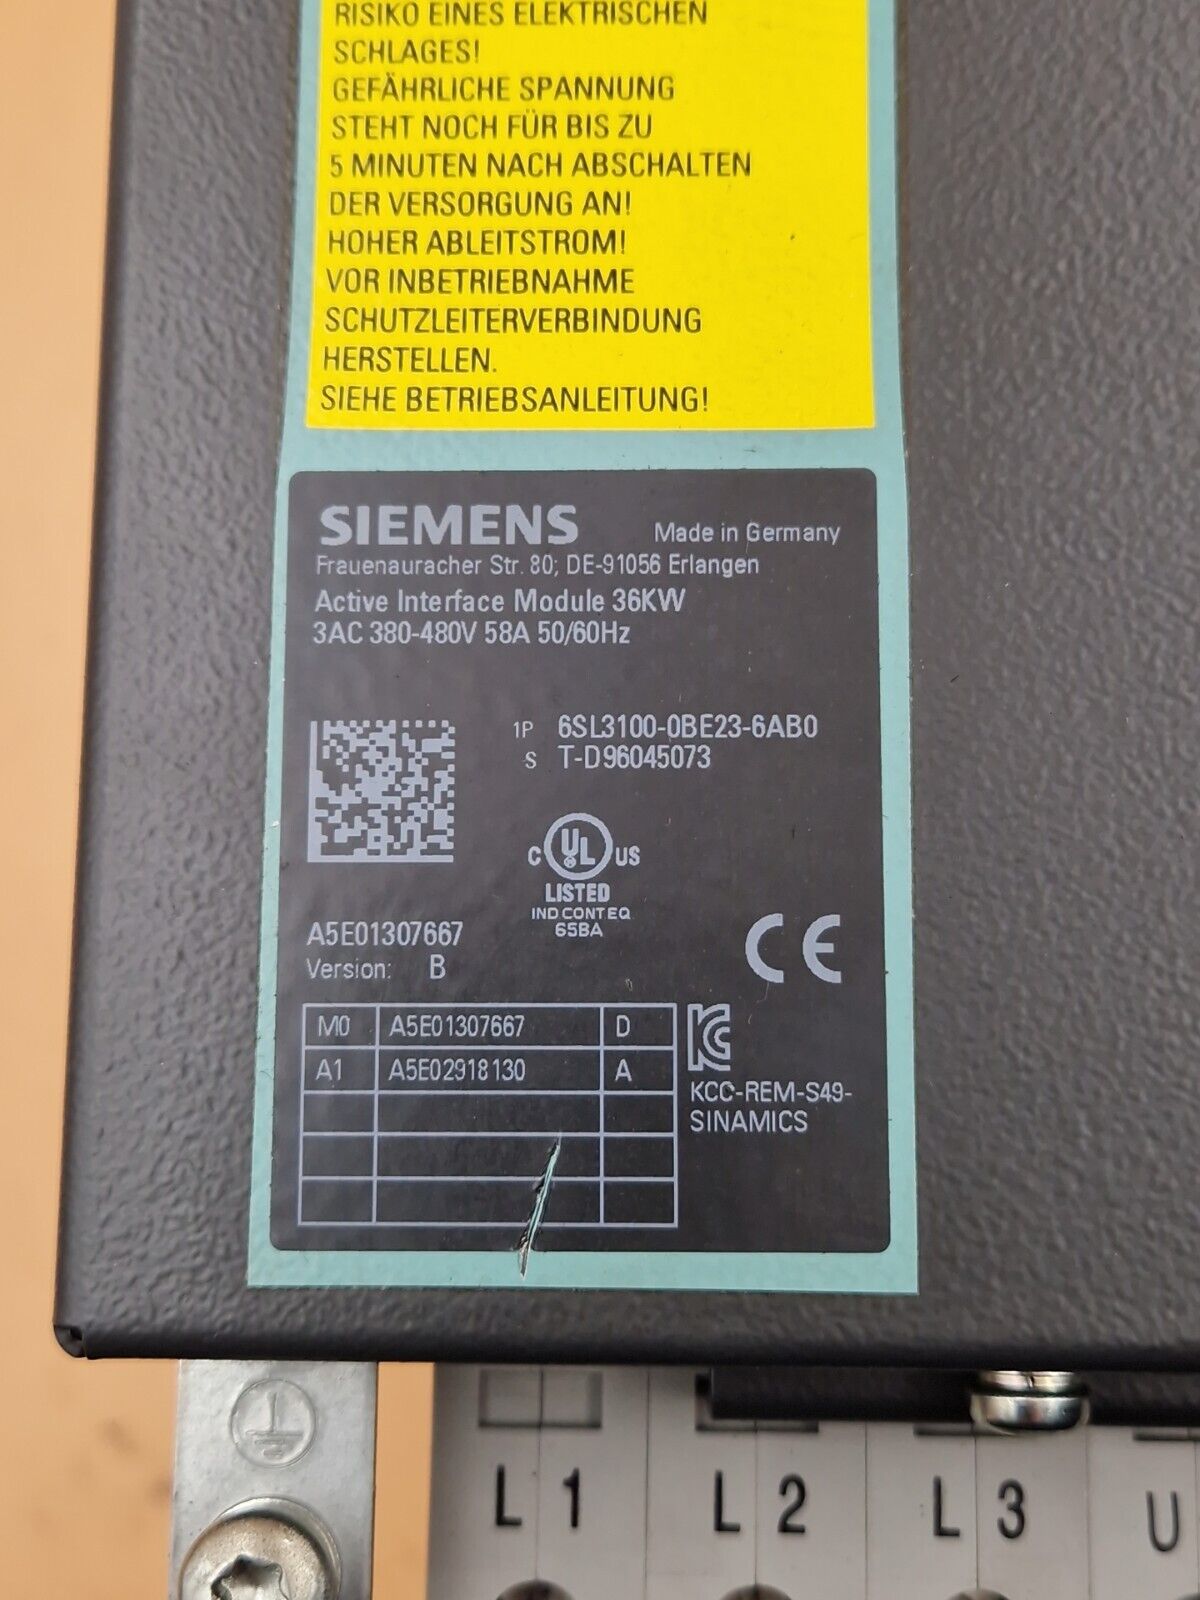 RISIKO EINES ELEKTRISCHEN
SCHLAGES!
GEFÄHRLICHE SPANNUNG
STEHT NOCH FÜR BIS ZU
5 MINUTEN NACH ABSCHALTEN
DER VERSORGUNG AN!
HOHER ABLEITSTROM!
VOR INBETRIEBNAHME
SCHUTZLEITERVERBINDUNG
HERSTELLEN.
SIEHE BETRIEBSANLEITUNG!
SIEMENS Made in Germany
Frauenauracher Str. 80; DE-91056 Erlangen
Active Interface Module 36KW
3AC 380-480V 58A 50/60Hz
1P 6SL3100-0BE23-6AB0
S T-D96045073
C UL ® US
LISTED
IND CONT EQ
65BA
CE
A5E01307667
Version: B
M0 A5E01307667 D
A1 A5E02918130 A
KCC-REM-S49-
SINAMICS
L1 L2 L3 U